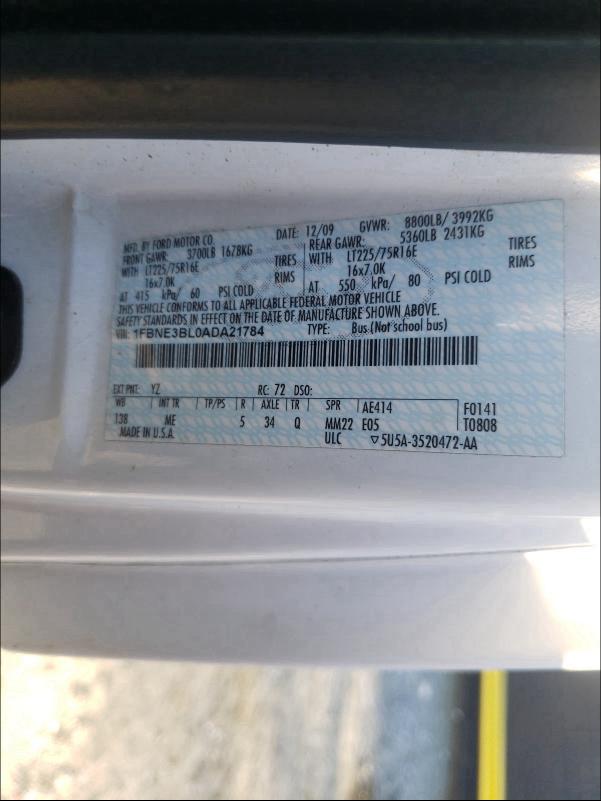 MFD. BY FORD MOTOR CO. DATE: 12/09 GVWR: 8800LB/ 3992KG
FRONT GAWR: 3700LB 1678KG REAR GAWR: 5360LB 2431KG
WITH LT225/75R16E TIRES WITH LT225/75R16E TIRES
16x7.0K RIMS 16x7.0K RIMS
AT 415 kPa/ 60 PSI COLD AT 550 kPa/ 80 PSI COLD
THIS VEHICLE CONFORMS TO ALL APPLICABLE FEDERAL MOTOR VEHICLE
SAFETY STANDARDS IN EFFECT ON THE DATE OF MANUFACTURE SHOWN ABOVE.
VIN: 1FBNE3BL0ADA21784 TYPE: Bus (Not school bus)
EXT PNT: YZ RC: 72 DSO:
WB INT TR TP/PS R AXLE TR SPR AE414 F0141
138 ME 5 34 Q MM22 E05 T0808
MADE IN U.S.A. ULC ▽5U5A-3520472-AA